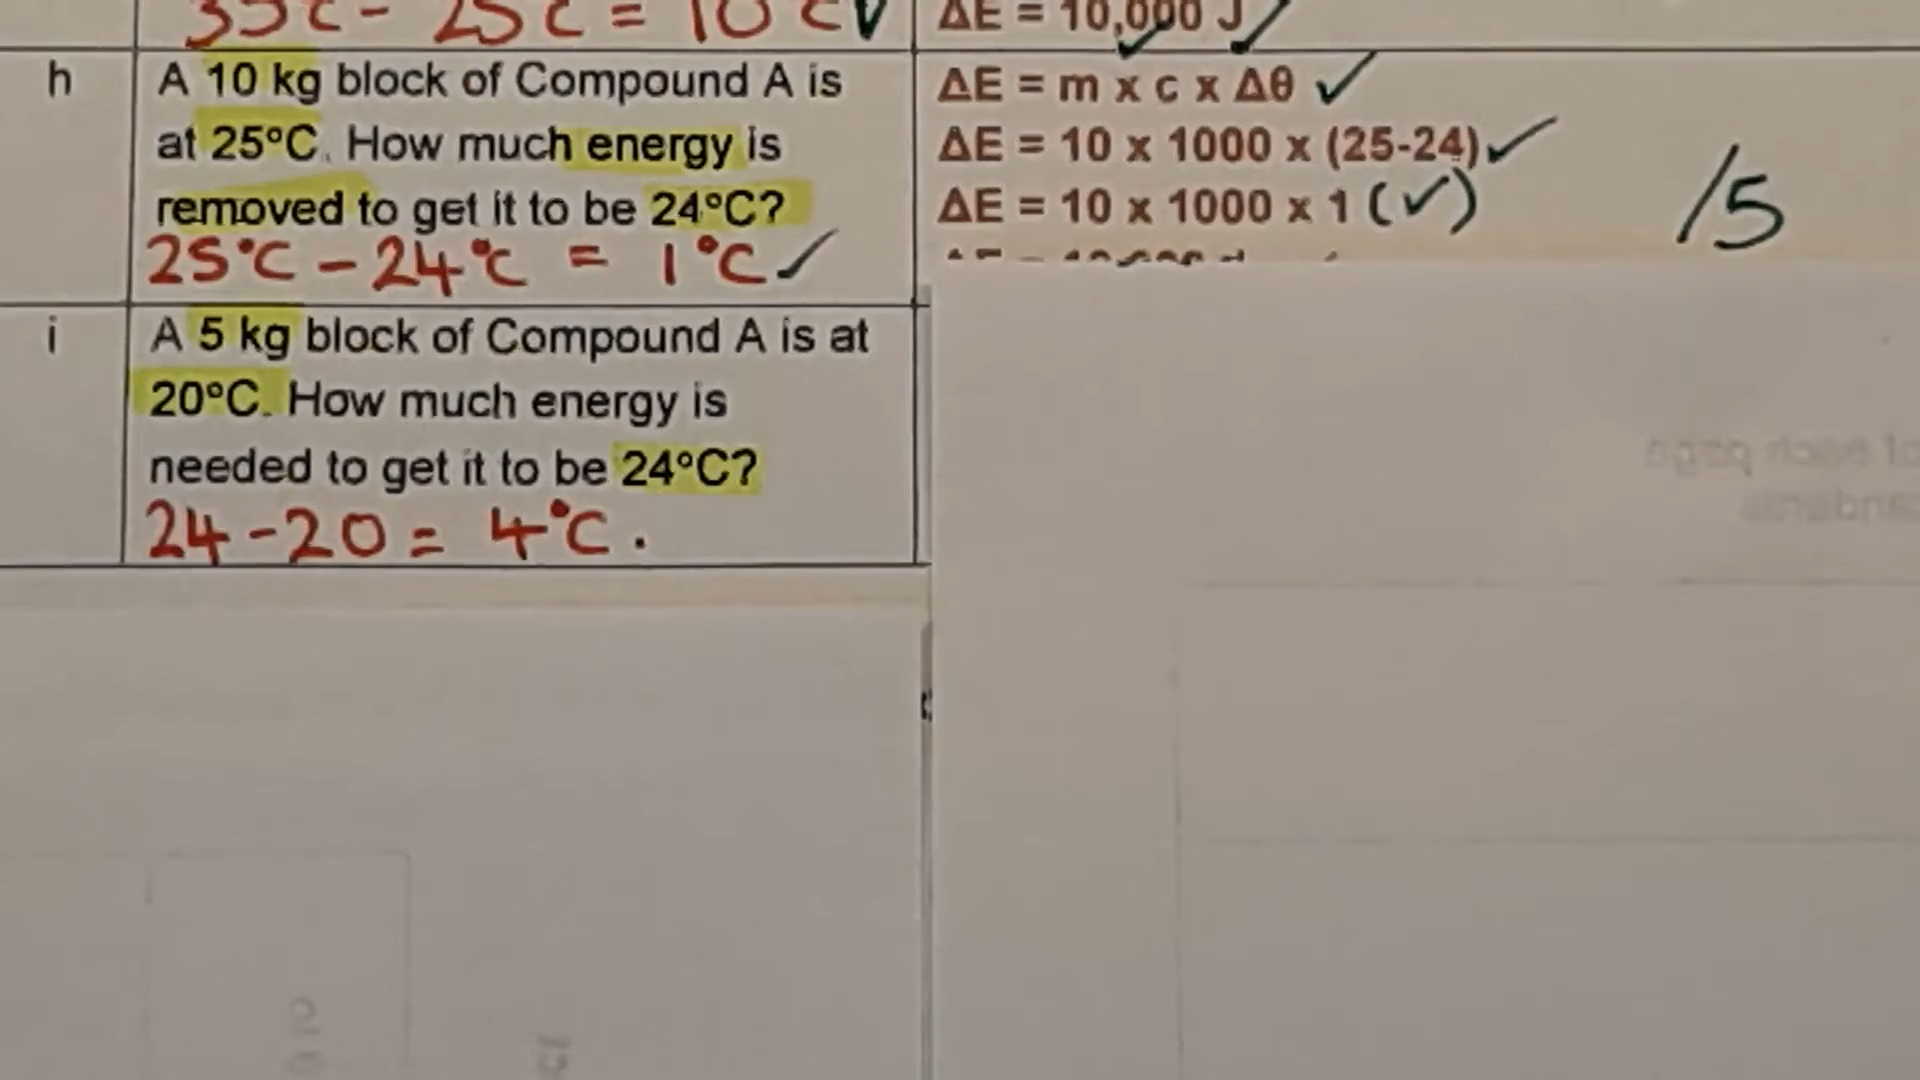 35°C - 25°C = 10°C ✓
ΔE = 10,000 J
h
A 10 kg block of Compound A is
at 25°C. How much energy is
removed to get it to be 24°C?
25°C - 24°C = 1°C ✓
ΔE = m x c x Δθ ✓
ΔE = 10 x 1000 x (25-24) ✓
ΔE = 10 x 1000 x 1 (✓)
/5
i
A 5 kg block of Compound A is at
20°C. How much energy is
needed to get it to be 24°C?
24 - 20 = 4°C.